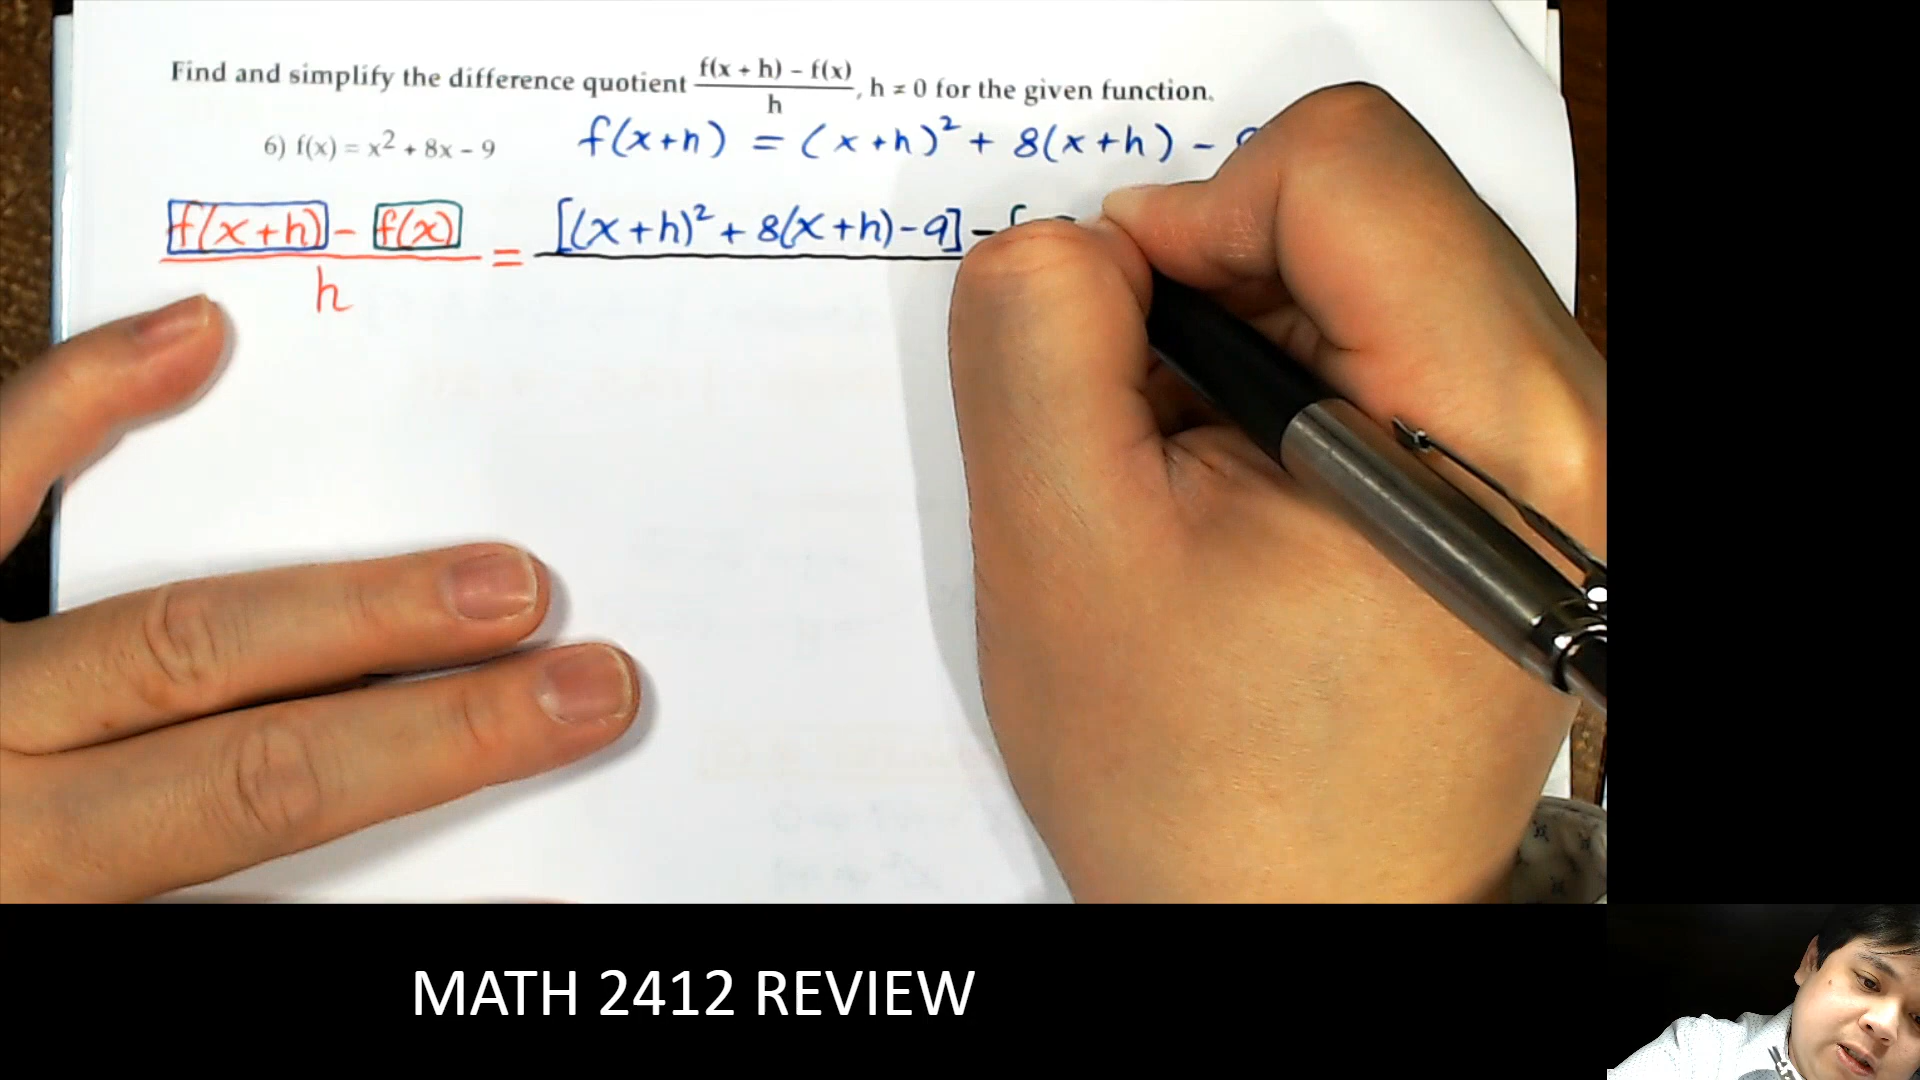 Find and simplify the difference quotient f(x + h) − f(x) / h , h ≠ 0 for the given function.
6) f(x) = x² + 8x − 9
f(x+h) = (x+h)² + 8(x+h) −
f(x+h) − f(x) / h = [(x+h)² + 8(x+h) − 9] − [
MATH 2412 REVIEW